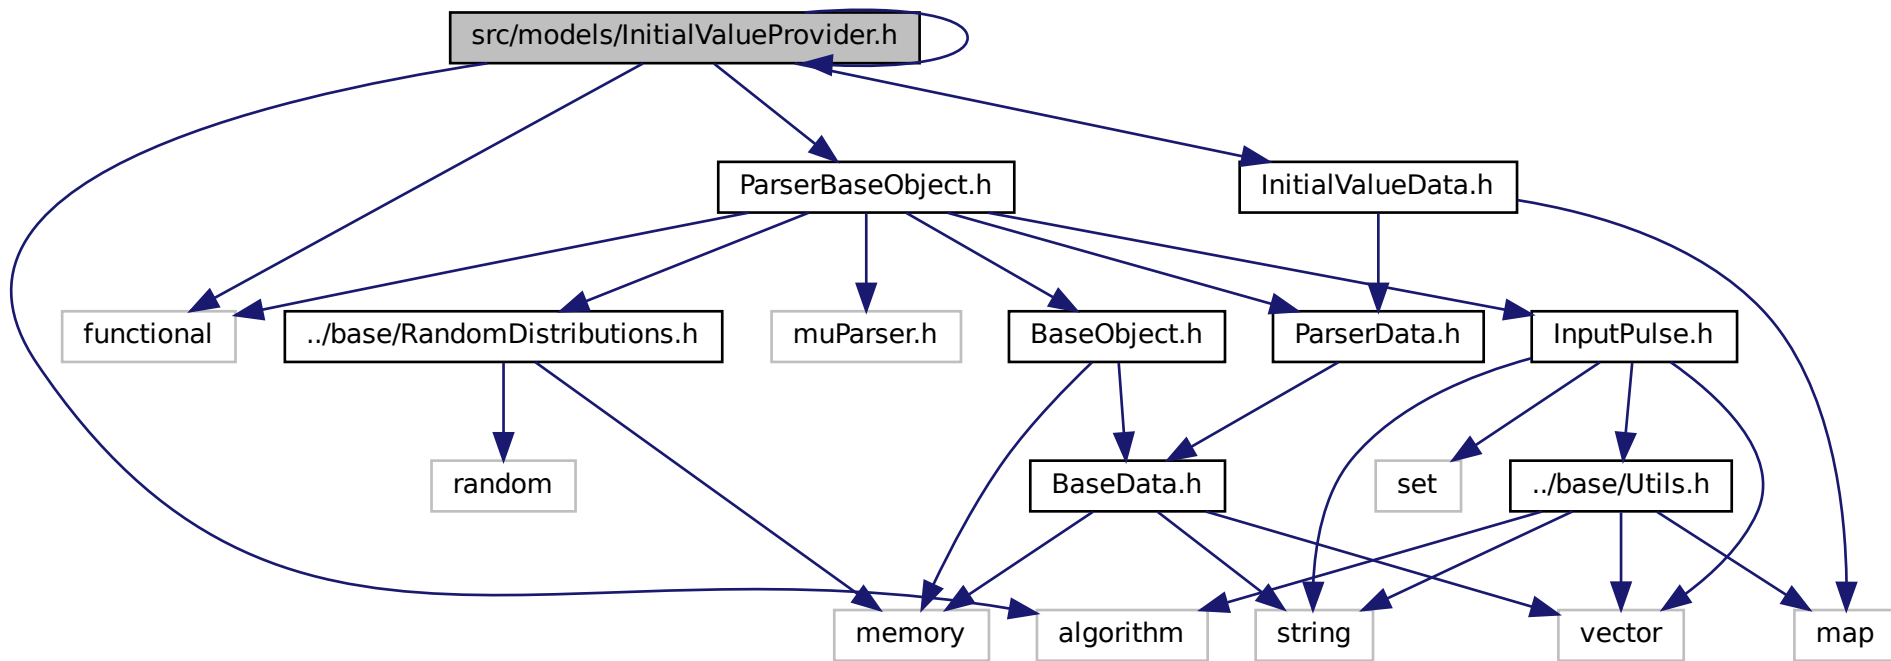 src/models/InitialValueProvider.h
ParserBaseObject.h
InitialValueData.h
functional
../base/RandomDistributions.h
muParser.h
BaseObject.h
ParserData.h
InputPulse.h
random
BaseData.h
set
../base/Utils.h
memory
algorithm
string
vector
map